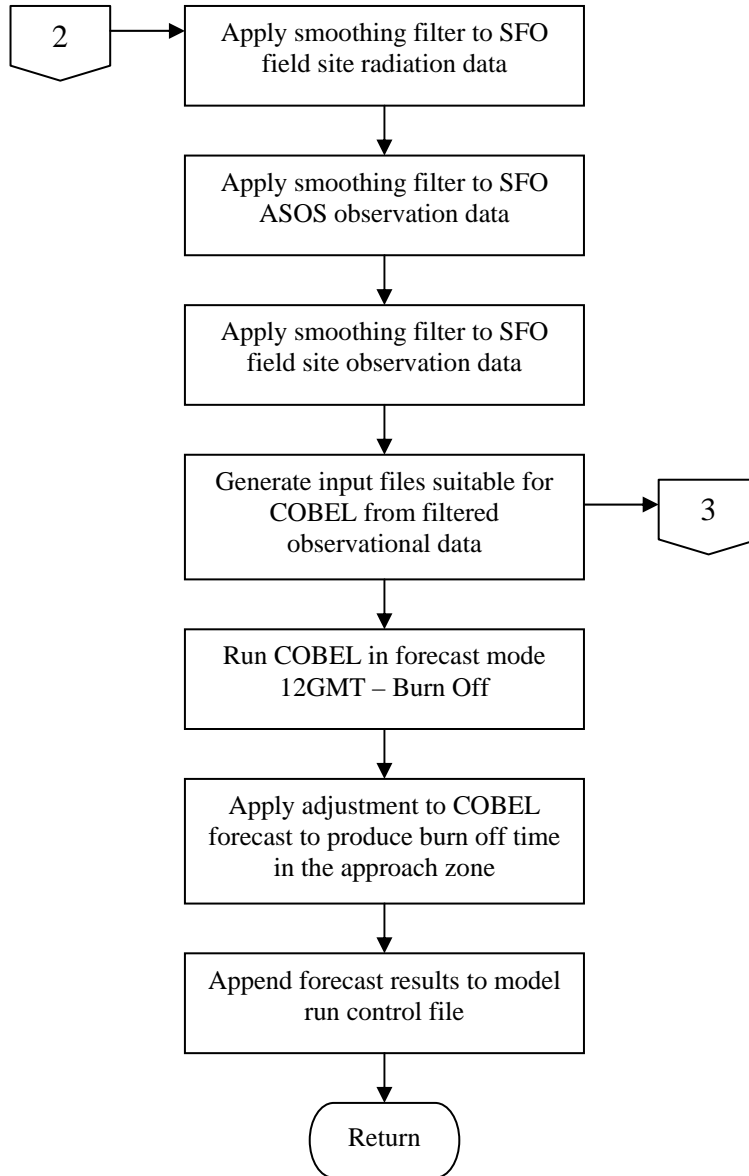 2
Apply smoothing filter to SFO
field site radiation data
Apply smoothing filter to SFO
ASOS observation data
Apply smoothing filter to SFO
field site observation data
Generate input files suitable for
COBEL from filtered
observational data
3
Run COBEL in forecast mode
12GMT – Burn Off
Apply adjustment to COBEL
forecast to produce burn off time
in the approach zone
Append forecast results to model
run control file
Return